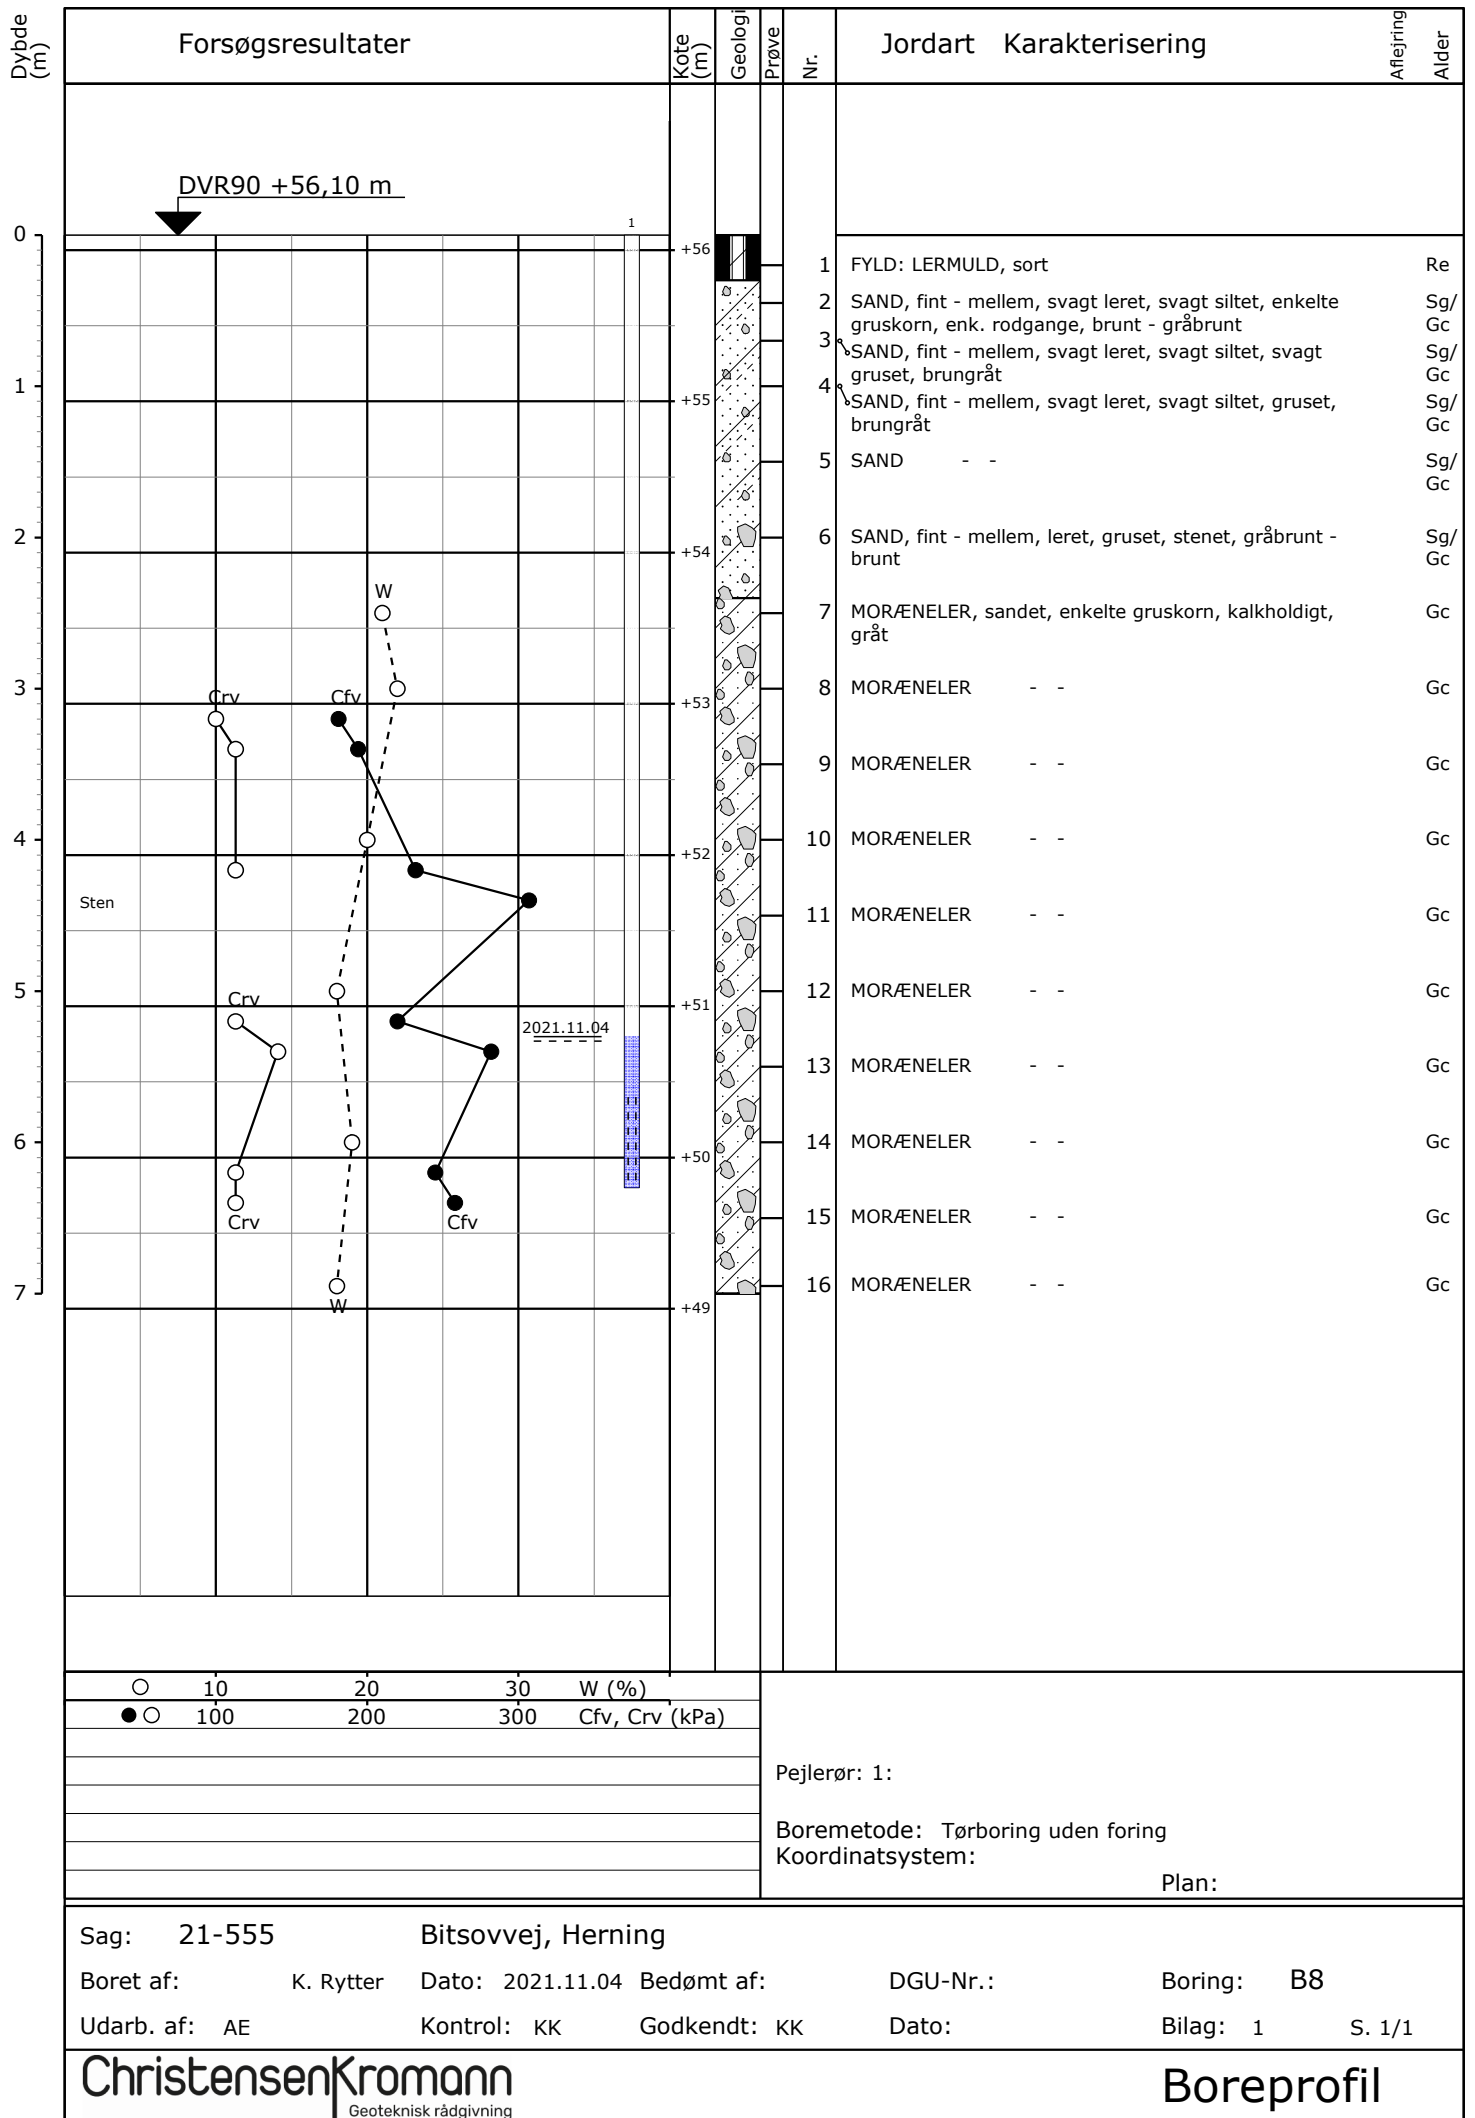 Dybde
(m)
Forsøgsresultater
Kote
(m)
Geologi
Prøve
Nr.
Jordart Karakterisering
Aflejring
Alder
DVR90 +56,10 m
1
0
+56
1 FYLD: LERMULD, sort Re
2 SAND, fint - mellem, svagt leret, svagt siltet, enkelte Sg/
gruskorn, enk. rodgange, brunt - gråbrunt Gc
3 SAND, fint - mellem, svagt leret, svagt siltet, svagt Sg/
gruset, brungråt Gc
1
+55
4 SAND, fint - mellem, svagt leret, svagt siltet, gruset, Sg/
brungråt Gc
5 SAND - - Sg/
Gc
2
+54
6 SAND, fint - mellem, leret, gruset, stenet, gråbrunt - Sg/
brunt Gc
W
7 MORÆNELER, sandet, enkelte gruskorn, kalkholdigt, Gc
gråt
3
Crv Cfv
+53
8 MORÆNELER - - Gc
9 MORÆNELER - - Gc
4
+52
10 MORÆNELER - - Gc
Sten
11 MORÆNELER - - Gc
5
Crv
+51
12 MORÆNELER - - Gc
2021.11.04
13 MORÆNELER - - Gc
6
+50
14 MORÆNELER - - Gc
Crv Cfv
15 MORÆNELER - - Gc
7
W
+49
16 MORÆNELER - - Gc
10 20 30 W (%)
100 200 300 Cfv, Crv (kPa)
Pejlerør: 1:
Boremetode: Tørboring uden foring
Koordinatsystem:
Plan:
Sag: 21-555 Bitsovvej, Herning
Boret af: K. Rytter Dato: 2021.11.04 Bedømt af: DGU-Nr.: Boring: B8
Udarb. af: AE Kontrol: KK Godkendt: KK Dato: Bilag: 1 S. 1/1
ChristensenKromann
Geoteknisk rådgivning
Boreprofil